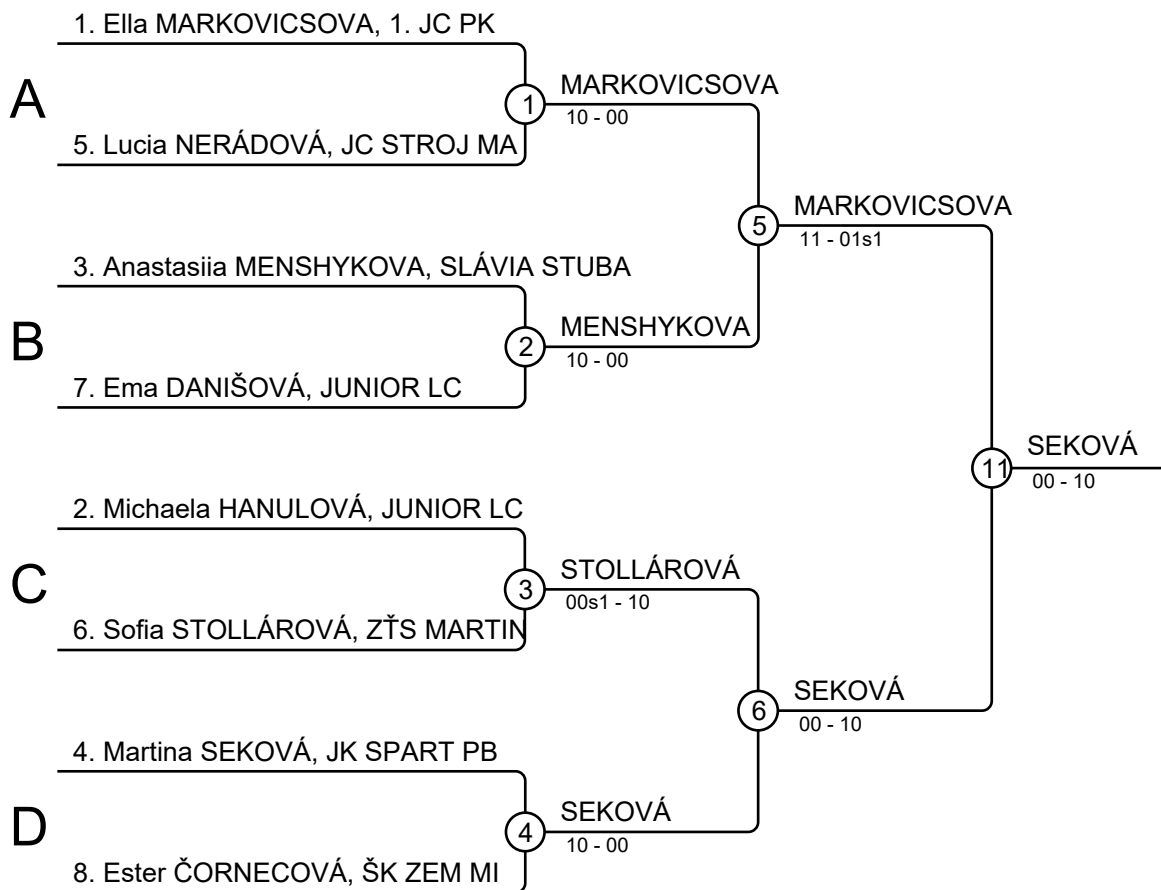 1. Ella MARKOVICSOVA, 1. JC PK
A
1
MARKOVICSOVA
10 - 00
5. Lucia NERÁDOVÁ, JC STROJ MA
5
MARKOVICSOVA
11 - 01s1
3. Anastasiia MENSHYKOVA, SLÁVIA STUBA
B
2
MENSHYKOVA
10 - 00
7. Ema DANIŠOVÁ, JUNIOR LC
11
SEKOVÁ
00 - 10
2. Michaela HANULOVÁ, JUNIOR LC
C
3
STOLLÁROVÁ
00s1 - 10
6. Sofia STOLLÁROVÁ, ZŤS MARTIN
6
SEKOVÁ
00 - 10
4. Martina SEKOVÁ, JK SPART PB
D
4
SEKOVÁ
10 - 00
8. Ester ČORNECOVÁ, ŠK ZEM MI